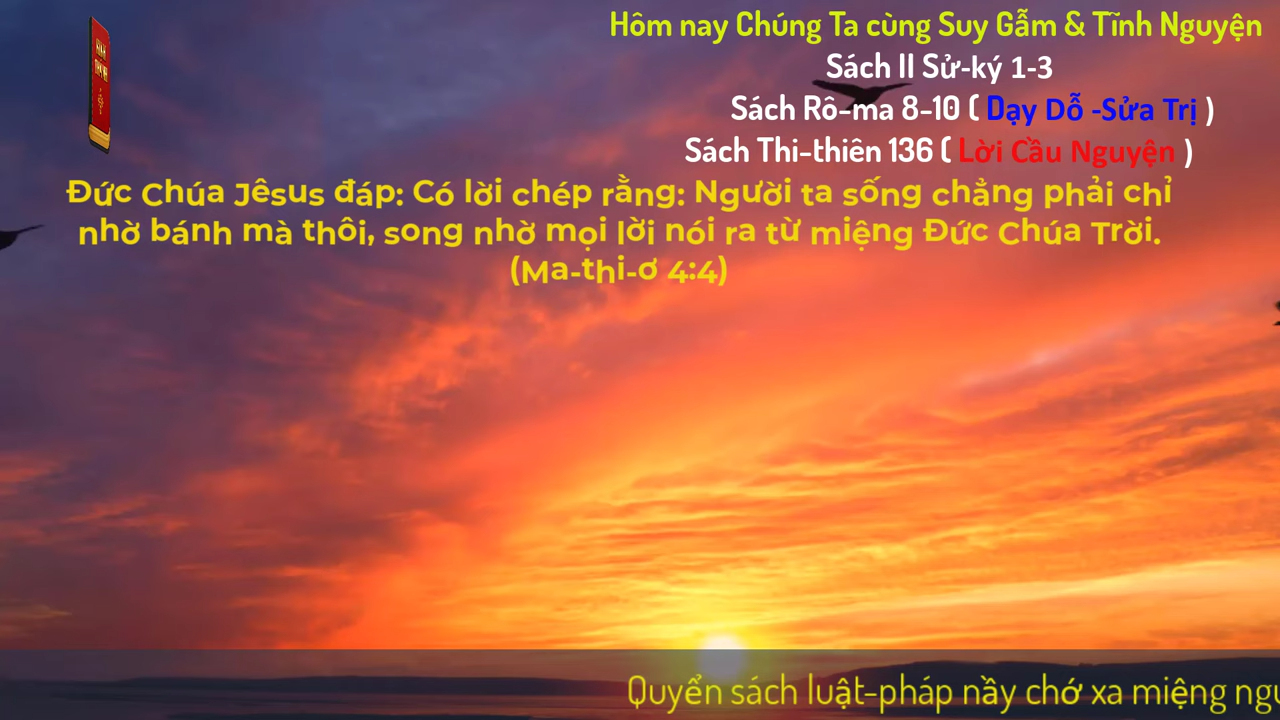 KINH
THÁNH
Hôm nay Chúng Ta cùng Suy Gẫm & Tĩnh Nguyện
Sách II Sử-ký 1-3
Sách Rô-ma 8-10 ( Dạy Dỗ -Sửa Trị )
Sách Thi-thiên 136 ( Lời Cầu Nguyện )
Đức Chúa Jêsus đáp: Có lời chép rằng: Người ta sống chẳng phải chỉ
nhờ bánh mà thôi, song nhờ mọi lời nói ra từ miệng Đức Chúa Trời.
(Ma-thi-ơ 4:4)
Quyển sách luật-pháp nầy chớ xa miệng ngư